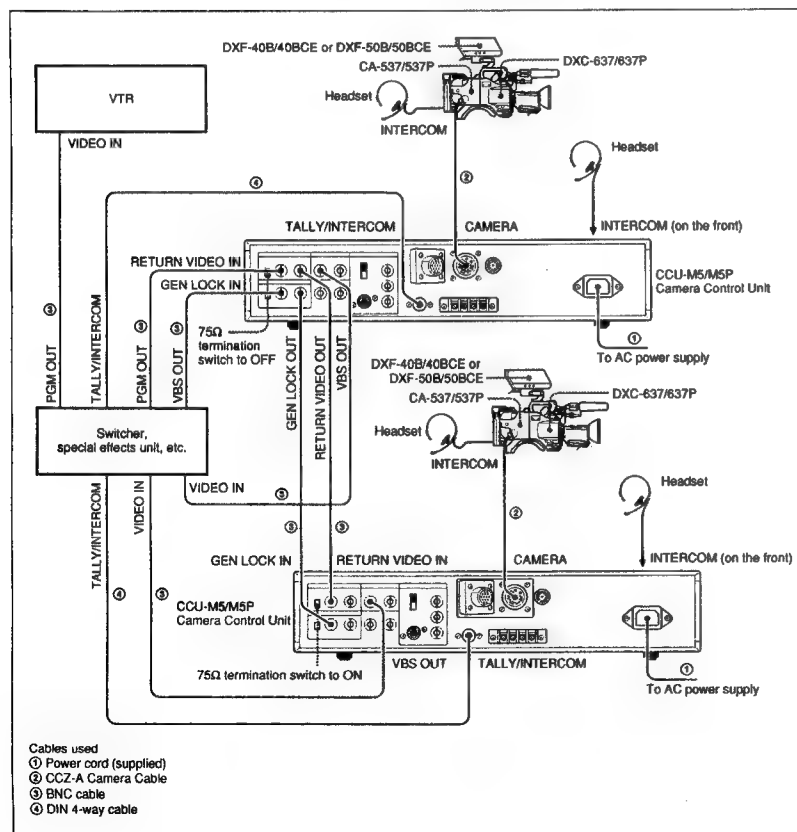 DXF-40B/40BCE or DXF-50B/50BCE
CA-537/537P
DXC-637/637P
Headset
INTERCOM
VTR
VIDEO IN
Headset
④
②
TALLY/INTERCOM
CAMERA
INTERCOM (on the front)
RETURN VIDEO IN
GEN LOCK IN
CCU-M5/M5P
Camera Control Unit
75Ω
termination
switch to OFF
①
To AC power supply
③
PGM OUT
TALLY/INTERCOM
③
PGM OUT
③
VBS OUT
GEN LOCK OUT
RETURN VIDEO OUT
VBS OUT
DXF-40B/40BCE or
DXF-50B/50BCE
CA-537/537P
DXC-637/637P
Headset
INTERCOM
Switcher,
special effects unit, etc.
VIDEO IN
③
Headset
TALLY/INTERCOM
VIDEO IN
③
③
②
GEN LOCK IN
RETURN VIDEO IN
CAMERA
INTERCOM (on the front)
④
③
CCU-M5/M5P
Camera Control Unit
75Ω termination switch to ON
VBS OUT
TALLY/INTERCOM
①
To AC power supply
Cables used
① Power cord (supplied)
② CCZ-A Camera Cable
③ BNC cable
④ DIN 4-way cable